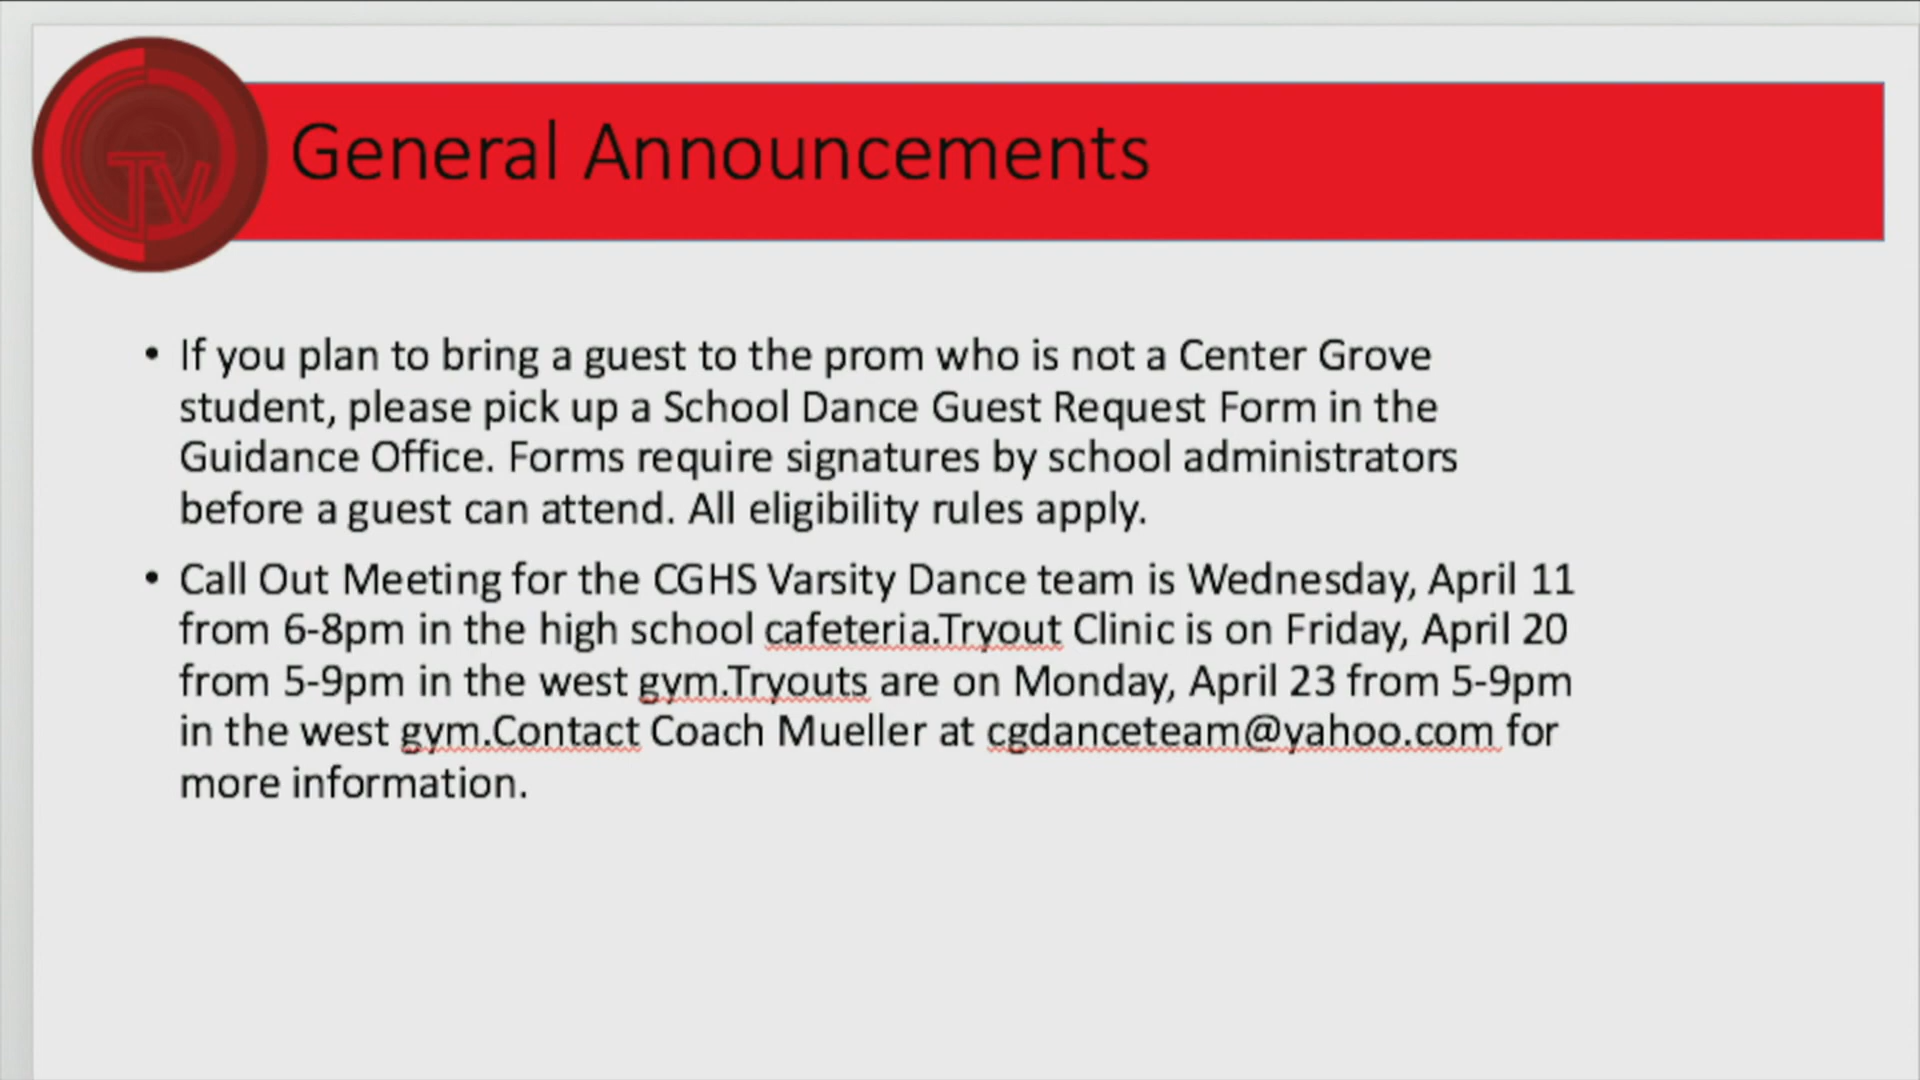 TV
General Announcements
• If you plan to bring a guest to the prom who is not a Center Grove
student, please pick up a School Dance Guest Request Form in the
Guidance Office. Forms require signatures by school administrators
before a guest can attend. All eligibility rules apply.
• Call Out Meeting for the CGHS Varsity Dance team is Wednesday, April 11
from 6-8pm in the high school cafeteria.Tryout Clinic is on Friday, April 20
from 5-9pm in the west gym.Tryouts are on Monday, April 23 from 5-9pm
in the west gym.Contact Coach Mueller at cgdanceteam@yahoo.com for
more information.